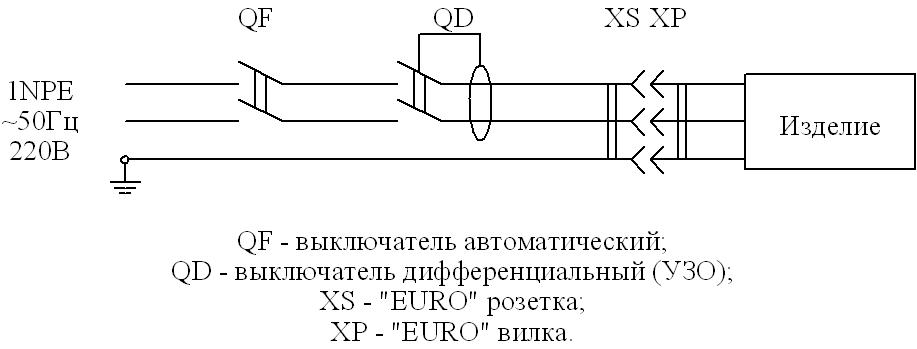 QF QD XS XP
1NPE
~50Гц
220В
Изделие
QF - выключатель автоматический;
QD - выключатель дифференциальный (УЗО);
XS - "EURO" розетка;
XP - "EURO" вилка.